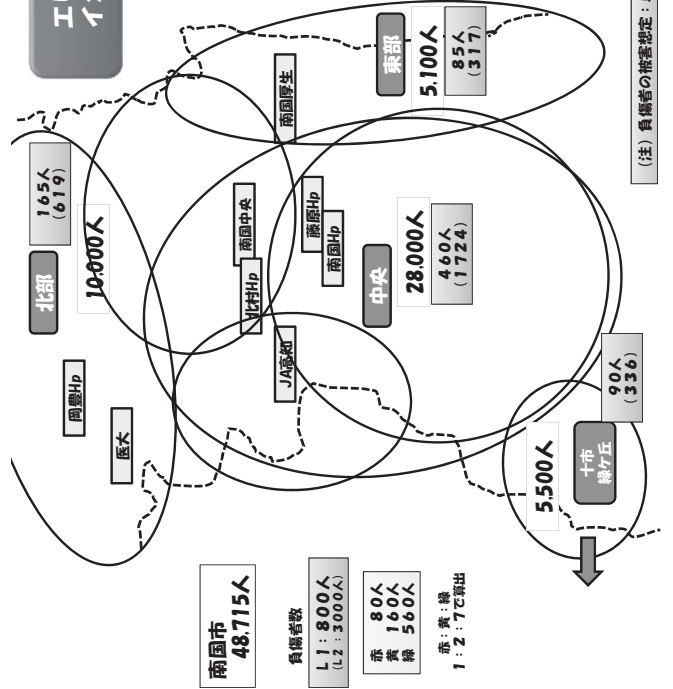 エ
イ
北部
165人
(619)
岡豊Hp
10,000人
医大
南国市
48,715人
南国中央
北村Hp
南国厚生
JA高知
負傷者数
L1：800人
(L2：3000人)
藤原Hp
南国Hp
赤　80人
黄　160人
緑　560人
中央
東部
28,000人
5,100人
460人
(1724)
85人
(317)
赤：黄：緑
1：2：7で算出
5,500人
十市
緑ケ丘
90人
(336)
(注) 負傷者の被害想定：